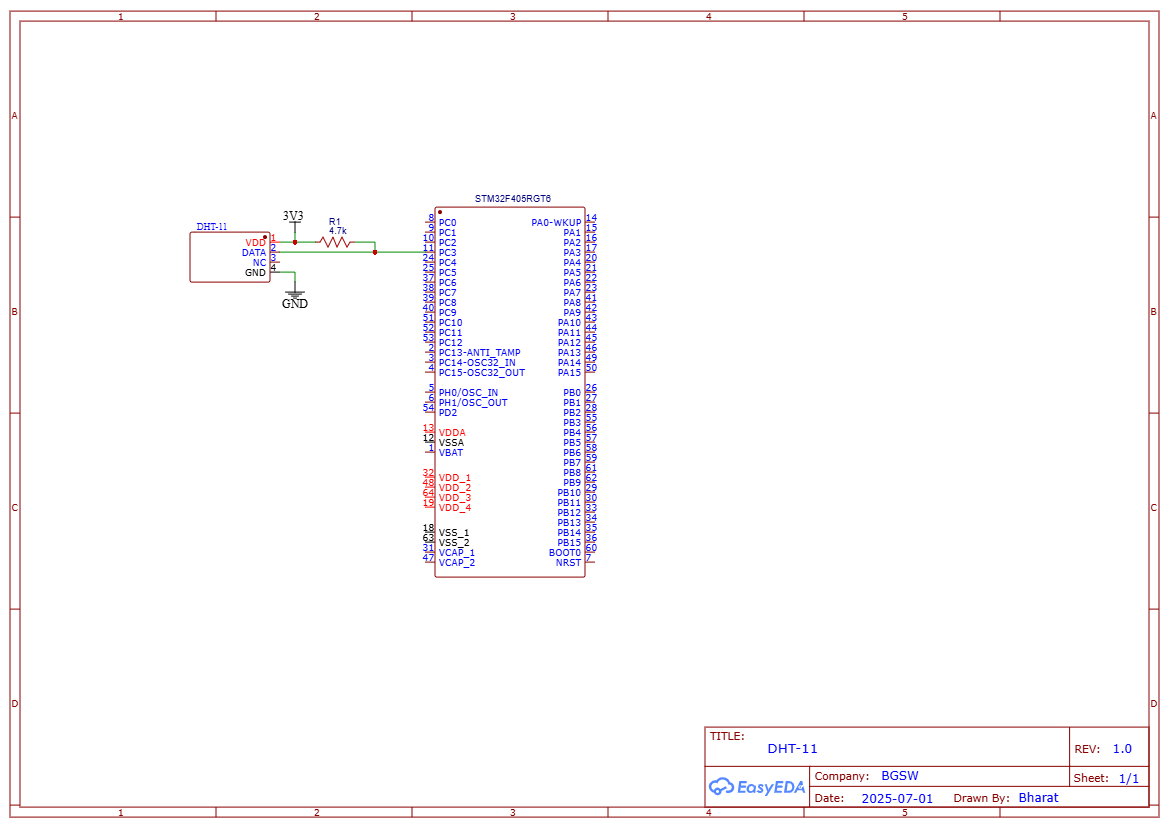 1 2 3 4 5
A A
B B
C C
D D
STM32F405RGT6
DHT-11
VDD 1
DATA 2
NC 3
GND 4
3V3
R1
4.7k
GND
8 PC0 PA0-WKUP 14
9 PC1 PA1 15
10 PC2 PA2 16
11 PC3 PA3 17
24 PC4 PA4 20
25 PC5 PA5 21
37 PC6 PA6 22
38 PC7 PA7 23
39 PC8 PA8 41
40 PC9 PA9 42
51 PC10 PA10 43
52 PC11 PA11 44
53 PC12 PA12 45
2 PC13-ANTI_TAMP PA13 46
3 PC14-OSC32_IN PA14 49
4 PC15-OSC32_OUT PA15 50
5 PH0/OSC_IN PB0 26
6 PH1/OSC_OUT PB1 27
54 PD2 PB2 28
PB3 55
13 VDDA PB4 56
12 VSSA PB5 57
1 VBAT PB6 58
PB7 59
32 VDD_1 PB8 61
48 VDD_2 PB9 62
64 VDD_3 PB10 29
19 VDD_4 PB11 30
PB12 33
PB13 34
18 VSS_1 PB14 35
63 VSS_2 PB15 36
31 VCAP_1 BOOT0 60
47 VCAP_2 NRST 7
TITLE:
DHT-11
REV: 1.0
EasyEDA
Company: BGSW
Sheet: 1/1
Date: 2025-07-01 Drawn By: Bharat
1 2 3 4 5